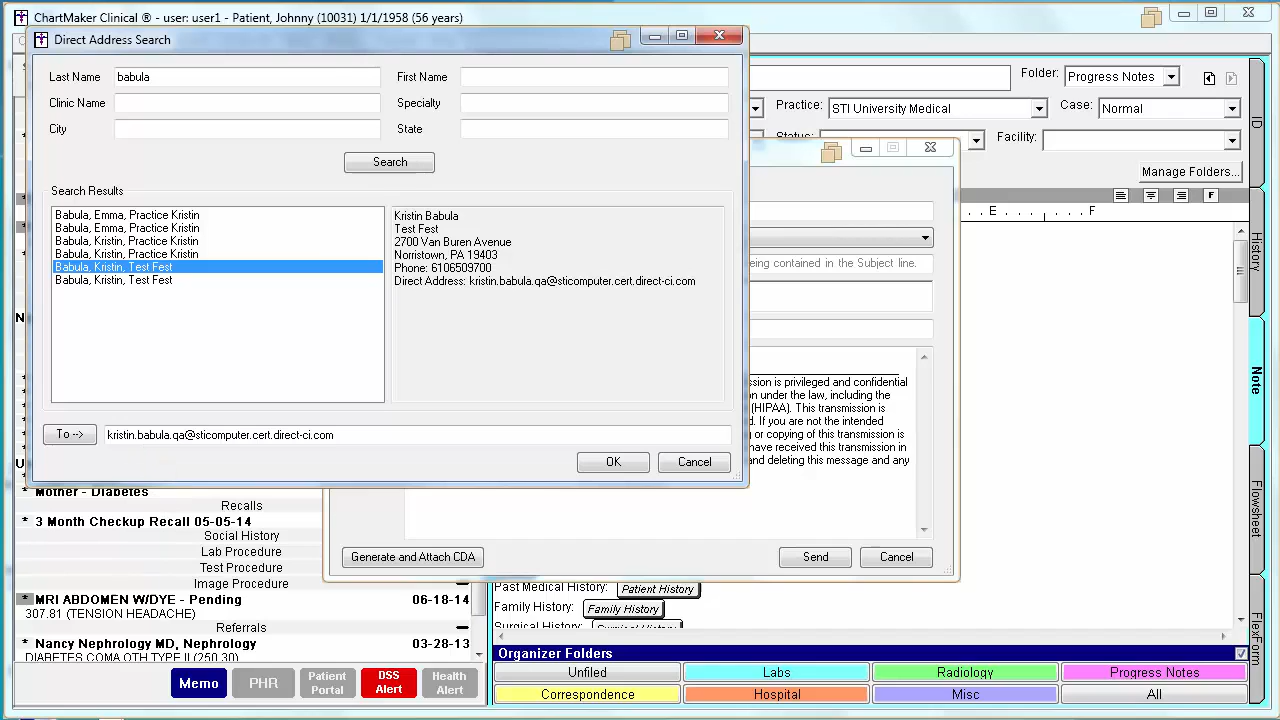 ChartMaker Clinical ® - user: user1 - Patient, Johnny (10031) 1/1/1958 (56 years)
Direct Address Search
Last Name babula First Name
Clinic Name Specialty
City State
Search
Search Results
Babula, Emma, Practice Kristin
Babula, Emma, Practice Kristin
Babula, Kristin, Practice Kristin
Babula, Kristin, Practice Kristin
Babula, Kristin, Test Fest
Babula, Kristin, Test Fest
Kristin Babula
Test Fest
2700 Van Buren Avenue
Norristown, PA 19403
Phone: 6106509700
Direct Address: kristin.babula.qa@sticomputer.cert.direct-ci.com
To --> kristin.babula.qa@sticomputer.cert.direct-ci.com
OK Cancel
Folder: Progress Notes
Practice: STI University Medical Case: Normal
Status: Facility:
Manage Folders...
F
. . E . . . F
eing contained in the Subject line.
sion is privileged and confidential
on under the law, including the
(HIPAA). This transmission is
d. If you are not the intended
g or copying of this transmission is
have received this transmission in
and deleting this message and any
Generate and Attach CDA Send Cancel
ID
History
Note
Flowsheet
FlexForm
* Mother - Diabetes
Recalls
* 3 Month Checkup Recall 05-05-14
Social History
Lab Procedure
Test Procedure
Image Procedure
* MRI ABDOMEN W/DYE - Pending 06-18-14
307.81 (TENSION HEADACHE)
Referrals
* Nancy Nephrology MD, Nephrology 03-28-13
DIABETES COMA OTH TYPE II (250.30)
Past Medical History: Patient History
Family History: Family History
Surgical History: Surgical History
Organizer Folders
Unfiled Labs Radiology Progress Notes
Correspondence Hospital Misc All
Memo
PHR
Patient Portal
DSS Alert
Health Alert